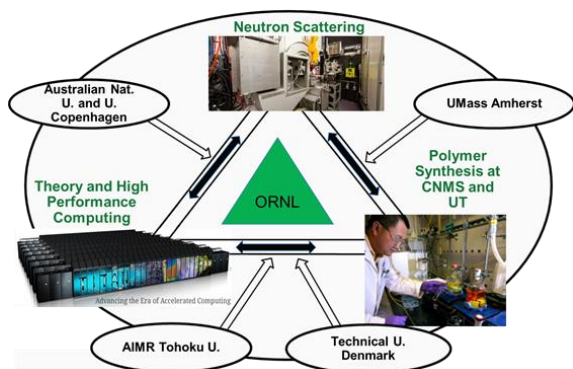 Neutron Scattering
Australian Nat.
U. and U.
Copenhagen
UMass Amherst
Theory and High
Performance
Computing
ORNL
Polymer
Synthesis at
CNMS and
UT
Advancing the Era of Accelerated Computing
AIMR Tohoku U.
Technical U.
Denmark